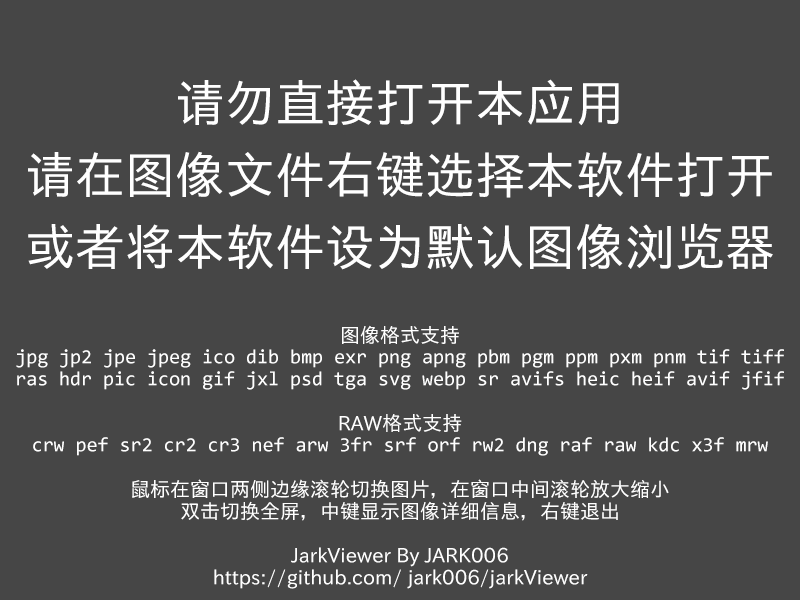 请勿直接打开本应用
请在图像文件右键选择本软件打开
或者将本软件设为默认图像浏览器
图像格式支持
jpg jp2 jpe jpeg ico dib bmp exr png apng pbm pgm ppm pxm pnm tif tiff
ras hdr pic icon gif jxl psd tga svg webp sr avifs heic heif avif jfif
RAW格式支持
crw pef sr2 cr2 cr3 nef arw 3fr srf orf rw2 dng raf raw kdc x3f mrw
鼠标在窗口两侧边缘滚轮切换图片，在窗口中间滚轮放大缩小
双击切换全屏，中键显示图像详细信息，右键退出
JarkViewer By JARK006
https://github.com/ jark006/jarkViewer